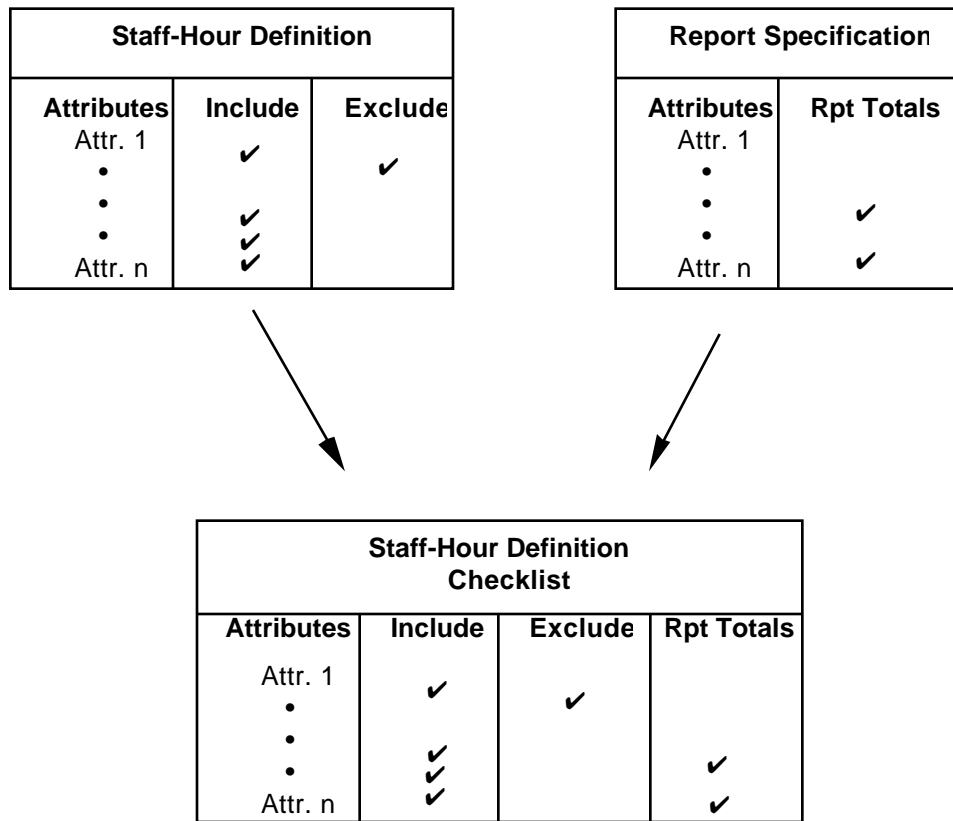 Staff-Hour Definition
Attributes Include Exclude
Attr. 1 ✔
• ✔
• ✔
• ✔
Attr. n ✔
Report Specification
Attributes Rpt Totals
Attr. 1
•
• ✔
•
Attr. n ✔
Staff-Hour Definition
Checklist
Attributes Include Exclude Rpt Totals
Attr. 1 ✔
• ✔
• ✔
• ✔ ✔
Attr. n ✔ ✔